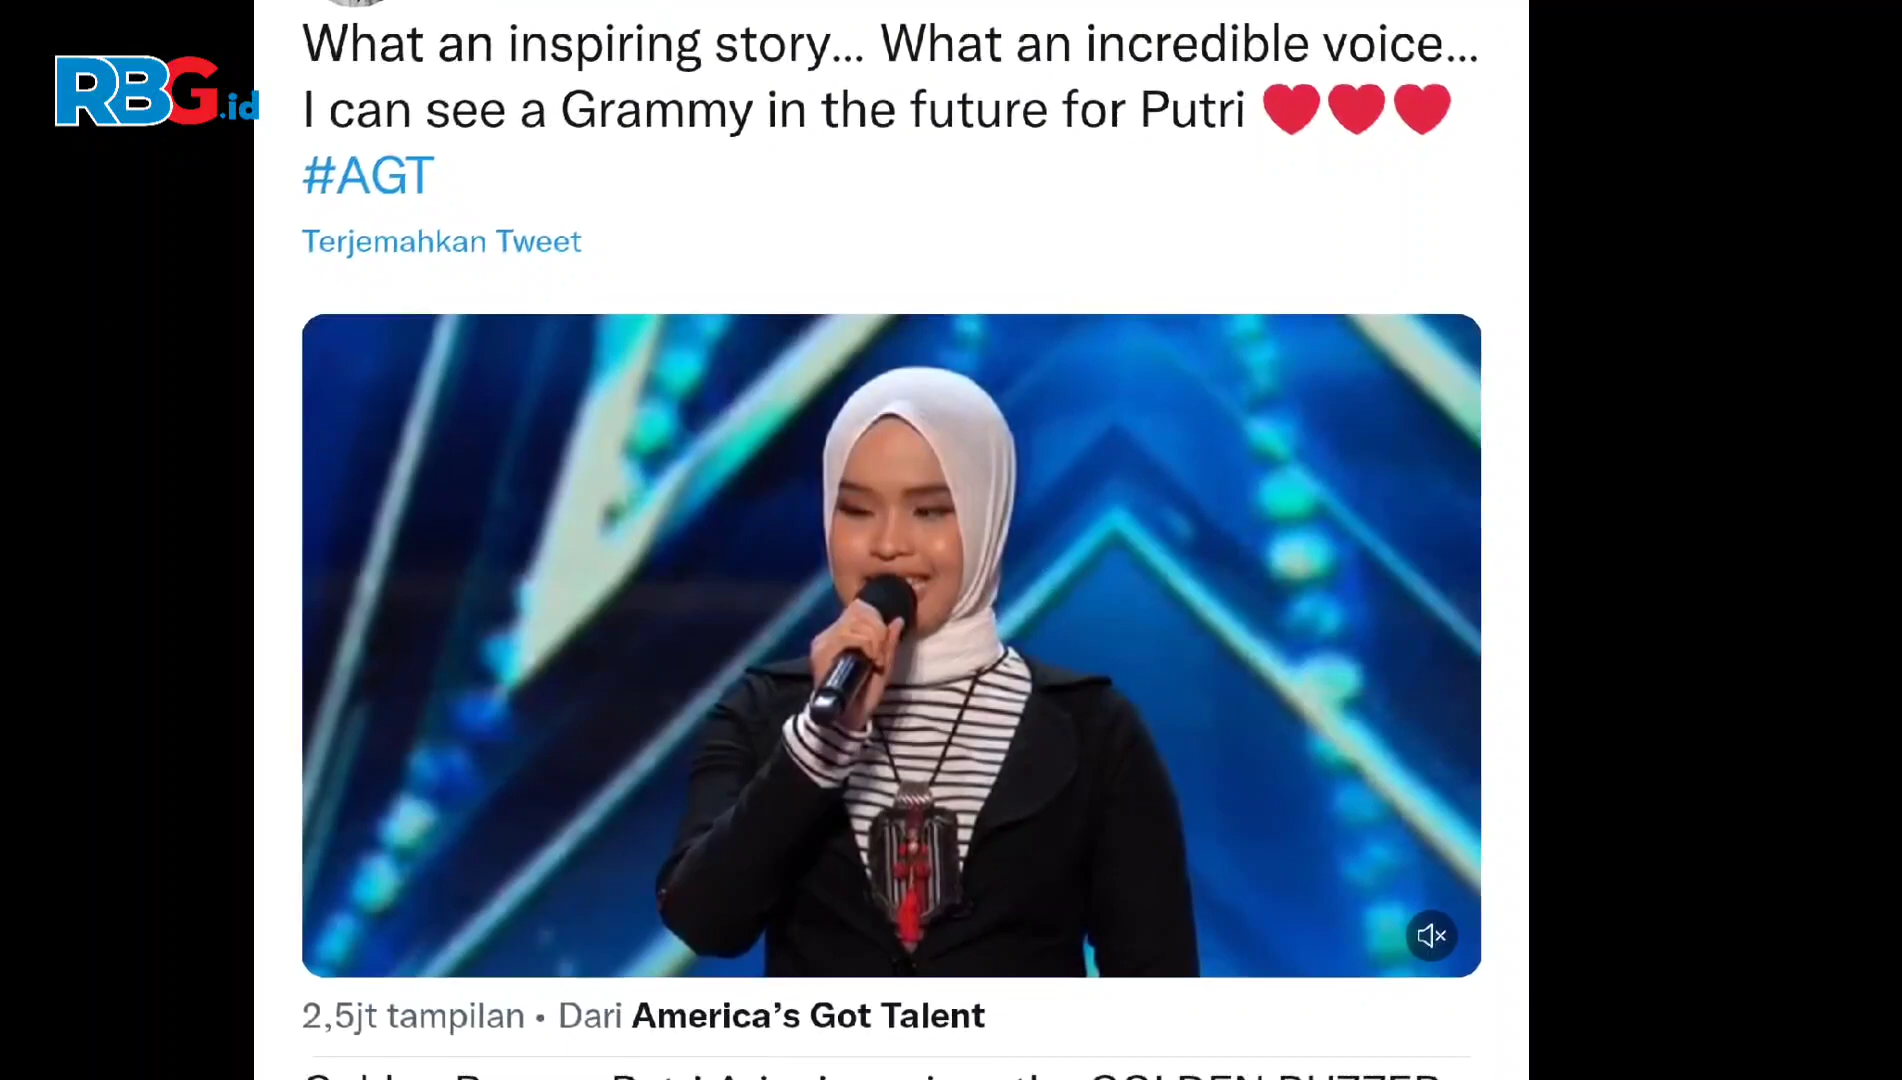 RBG.id
What an inspiring story... What an incredible voice...
I can see a Grammy in the future for Putri ❤❤❤
#AGT
Terjemahkan Tweet
2,5jt tampilan • Dari America's Got Talent